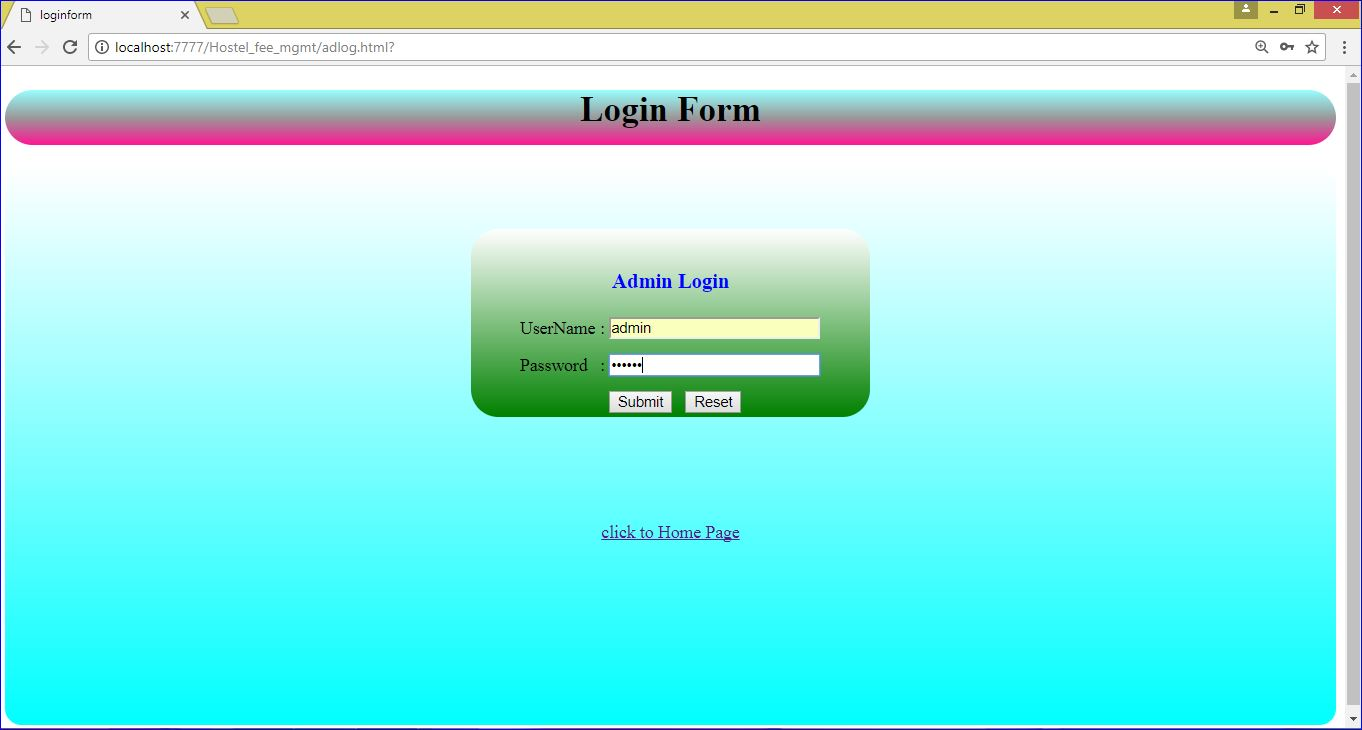 loginform
localhost:7777/Hostel_fee_mgmt/adlog.html?
Login Form
Admin Login
UserName : admin
Password : ••••••
Submit Reset
click to Home Page